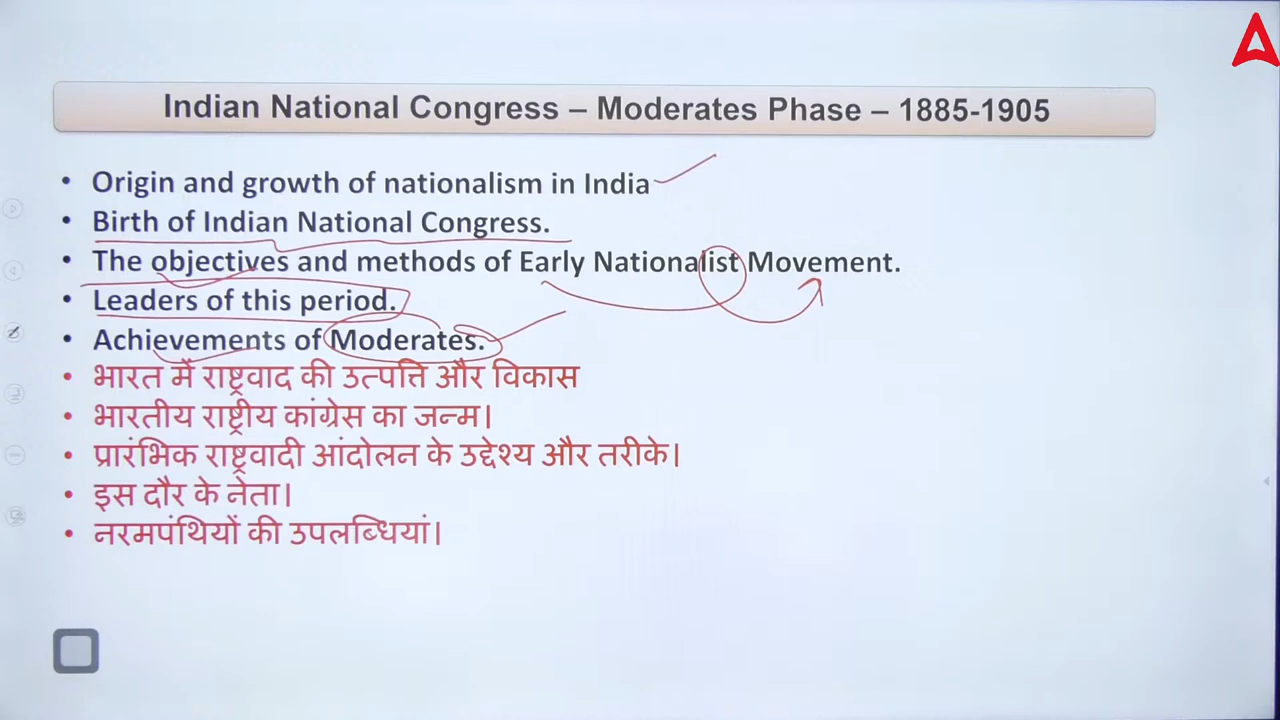 Indian National Congress – Moderates Phase – 1885-1905
• Origin and growth of nationalism in India
• Birth of Indian National Congress.
• The objectives and methods of Early Nationalist Movement.
• Leaders of this period.
• Achievements of Moderates.
• भारत में राष्ट्रवाद की उत्पत्ति और विकास
• भारतीय राष्ट्रीय कांग्रेस का जन्म।
• प्रारंभिक राष्ट्रवादी आंदोलन के उद्देश्य और तरीके।
• इस दौर के नेता।
• नरमपंथियों की उपलब्धियां।